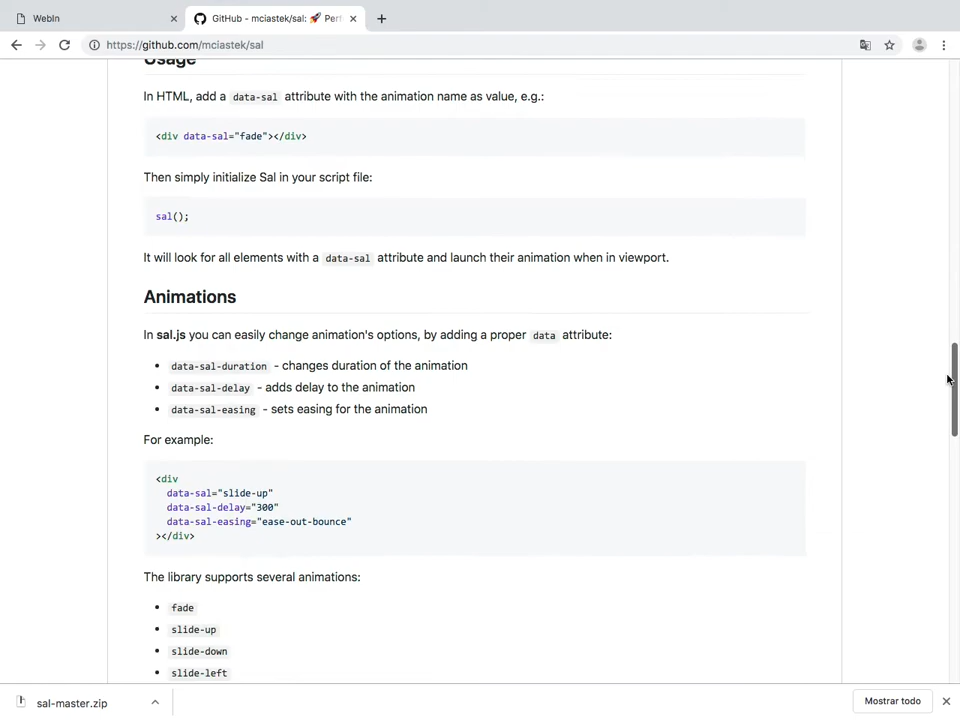 WebIn
GitHub - mciastek/sal: 🚀 Perf
https://github.com/mciastek/sal
Usage
In HTML, add a data-sal attribute with the animation name as value, e.g.:
<div data-sal="fade"></div>
Then simply initialize Sal in your script file:
sal();
It will look for all elements with a data-sal attribute and launch their animation when in viewport.
Animations
In sal.js you can easily change animation's options, by adding a proper data attribute:
• data-sal-duration - changes duration of the animation
• data-sal-delay - adds delay to the animation
• data-sal-easing - sets easing for the animation
For example:
<div
data-sal="slide-up"
data-sal-delay="300"
data-sal-easing="ease-out-bounce"
></div>
The library supports several animations:
• fade
• slide-up
• slide-down
• slide-left
sal-master.zip
Mostrar todo